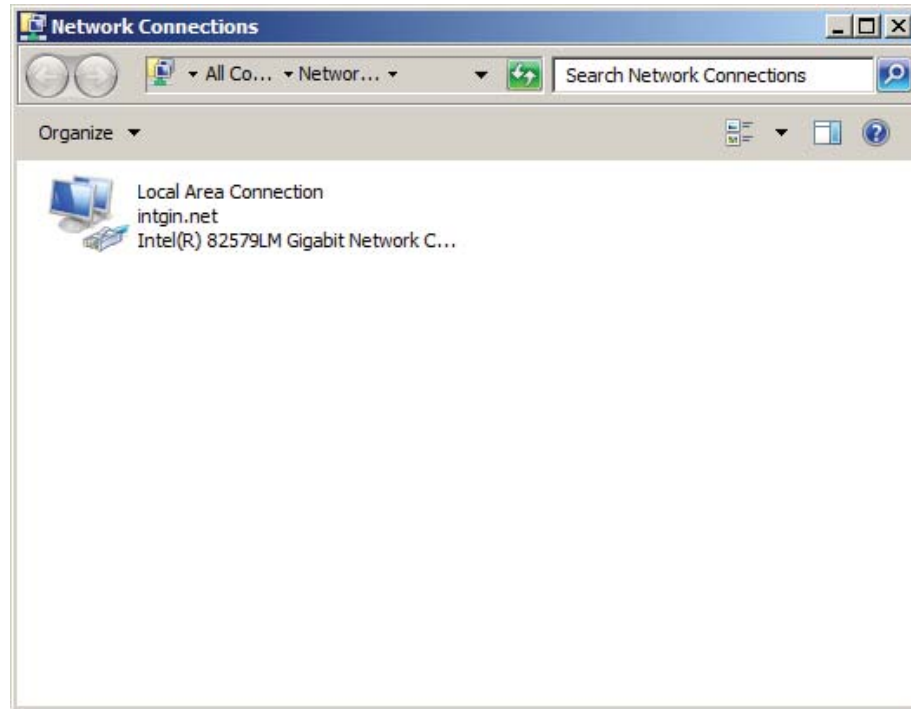 Network Connections
All Co... Networ...
Search Network Connections
Organize
Local Area Connection
intgin.net
Intel(R) 82579LM Gigabit Network C...